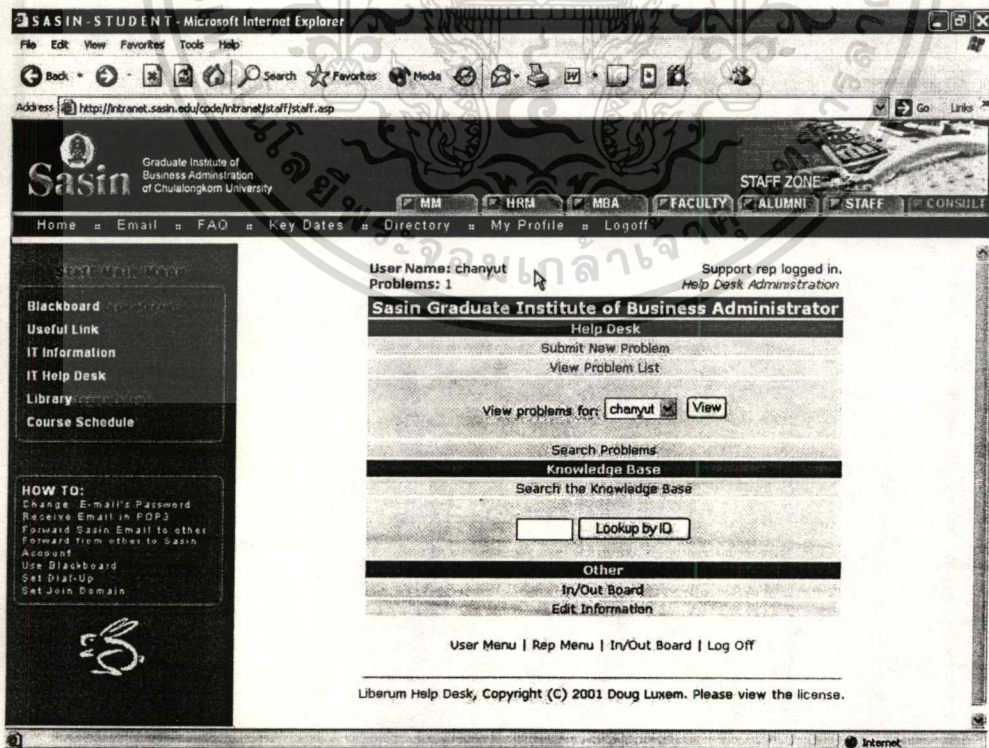 SASIN - STUDENT - Microsoft Internet Explorer
File Edit View Favorites Tools Help
Back Search Favorites Media
Address http://intranet.sasin.edu/code/intranet/staff/staff.asp Go Links
Sasin
Graduate Institute of
Business Administration
of Chulalongkorn University
STAFF ZONE
MM HRM MBA FACULTY ALUMNI STAFF CONSULT
Home :: Email :: FAQ :: Key Dates :: Directory :: My Profile :: Logoff
Staff Main Menu
Blackboard
Useful Link
IT Information
IT Help Desk
Library
Course Schedule
HOW TO:
Change E-mail's Password
Receive Email in POP3
Forward Sasin Email to other
Forward from other to Sasin
Account
Use Blackboard
Set Dial-Up
Set Join Domain
User Name: chanyut
Problems: 1
Support rep logged in.
Help Desk Administration
Sasin Graduate Institute of Business Administrator
Help Desk
Submit New Problem
View Problem List
View problems for: chanyut View
Search Problems
Knowledge Base
Search the Knowledge Base
Lookup by ID
Other
In/Out Board
Edit Information
User Menu | Rep Menu | In/Out Board | Log Off
Liberum Help Desk, Copyright (C) 2001 Doug Luxem. Please view the license.
Internet